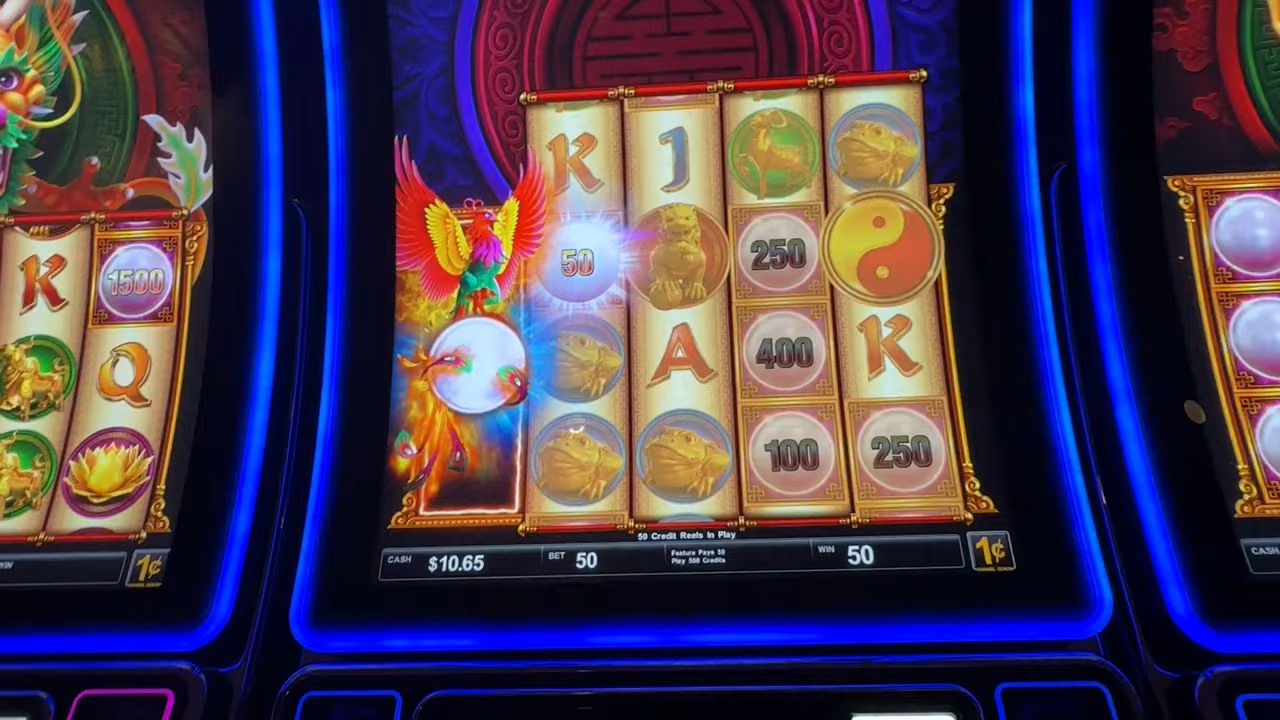 K
1500
Q
WIN
1¢
K
J
50
250
A
400
K
100
250
50 Credit Reels In Play
CASH $10.65
BET 50
Feature Pays 50
Play 500 Credits
WIN 50
1¢
CASH